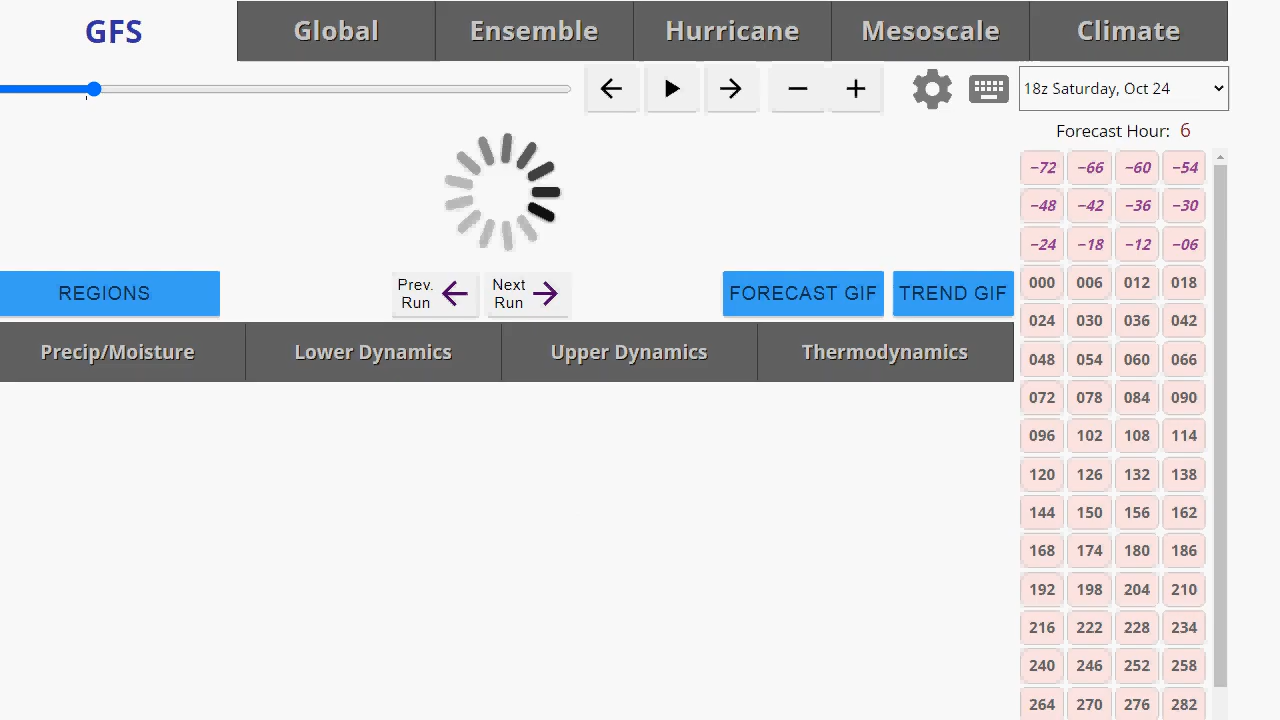 GFS Global Ensemble Hurricane Mesoscale Climate
18z Saturday, Oct 24
Forecast Hour: 6
−72 −66 −60 −54
−48 −42 −36 −30
−24 −18 −12 −06
000 006 012 018
024 030 036 042
048 054 060 066
072 078 084 090
096 102 108 114
120 126 132 138
144 150 156 162
168 174 180 186
192 198 204 210
216 222 228 234
240 246 252 258
264 270 276 282
REGIONS
Prev.
Run
Next
Run
FORECAST GIF
TREND GIF
Precip/Moisture Lower Dynamics Upper Dynamics Thermodynamics